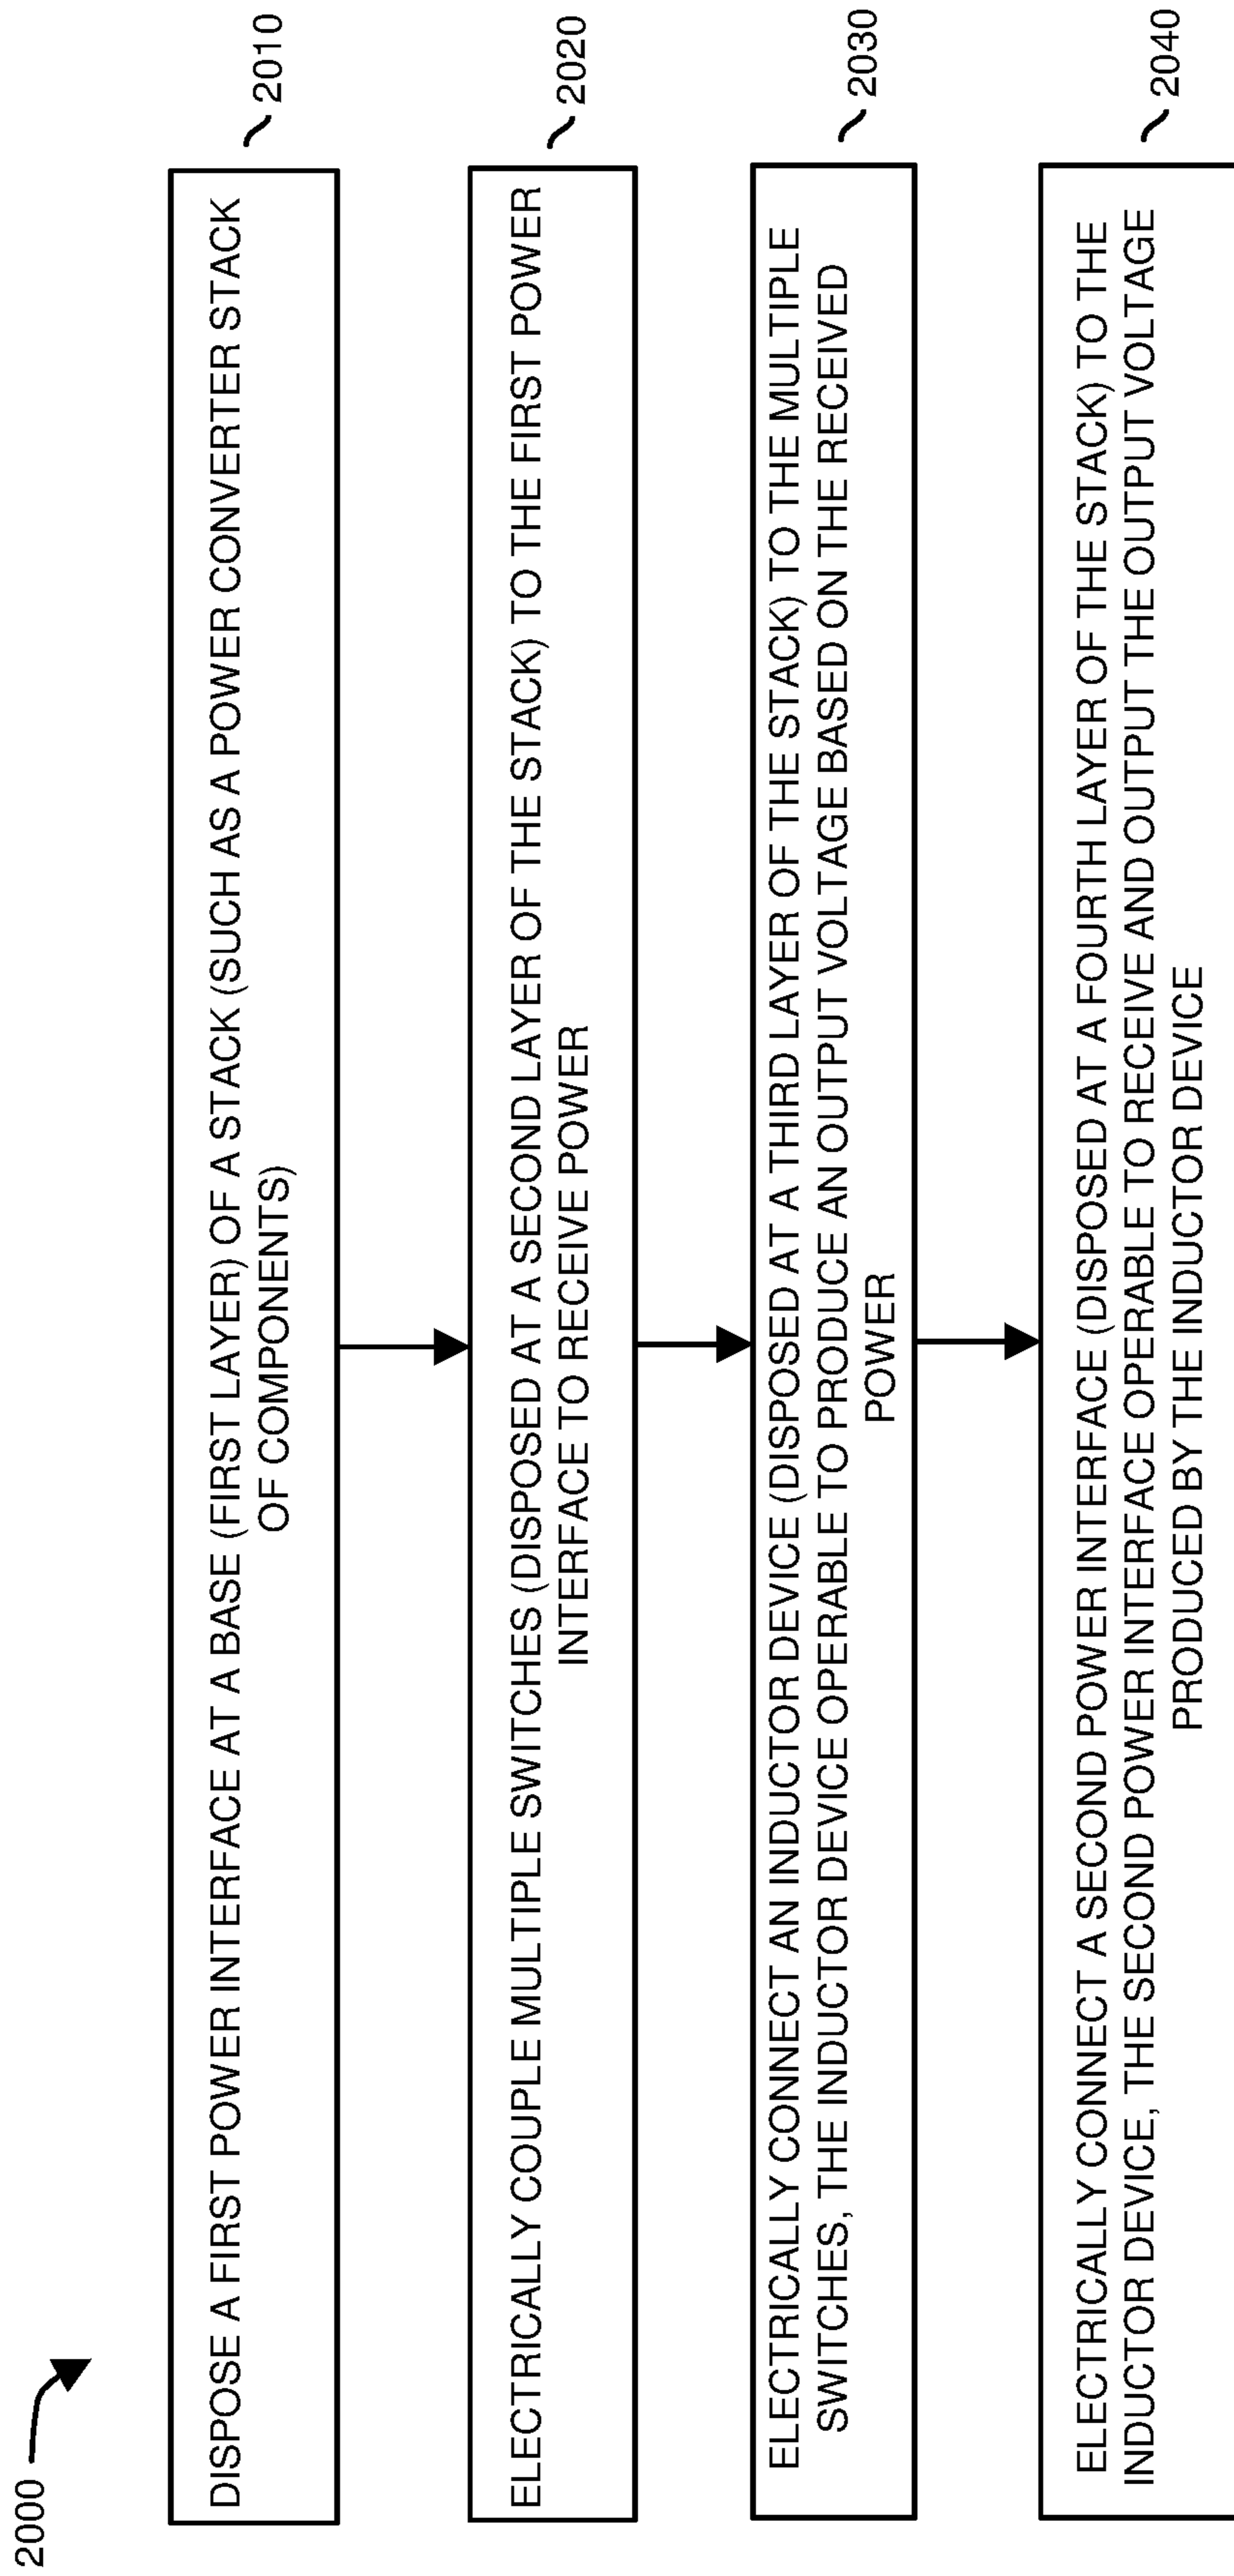 2000
DISPOSE A FIRST POWER INTERFACE AT A BASE (FIRST LAYER) OF A STACK (SUCH AS A POWER CONVERTER STACK
OF COMPONENTS)
2010
ELECTRICALLY COUPLE MULTIPLE SWITCHES (DISPOSED AT A SECOND LAYER OF THE STACK) TO THE FIRST POWER
INTERFACE TO RECEIVE POWER
2020
ELECTRICALLY CONNECT AN INDUCTOR DEVICE (DISPOSED AT A THIRD LAYER OF THE STACK) TO THE MULTIPLE
SWITCHES, THE INDUCTOR DEVICE OPERABLE TO PRODUCE AN OUTPUT VOLTAGE BASED ON THE RECEIVED
POWER
2030
ELECTRICALLY CONNECT A SECOND POWER INTERFACE (DISPOSED AT A FOURTH LAYER OF THE STACK) TO THE
INDUCTOR DEVICE, THE SECOND POWER INTERFACE OPERABLE TO RECEIVE AND OUTPUT THE OUTPUT VOLTAGE
PRODUCED BY THE INDUCTOR DEVICE
2040